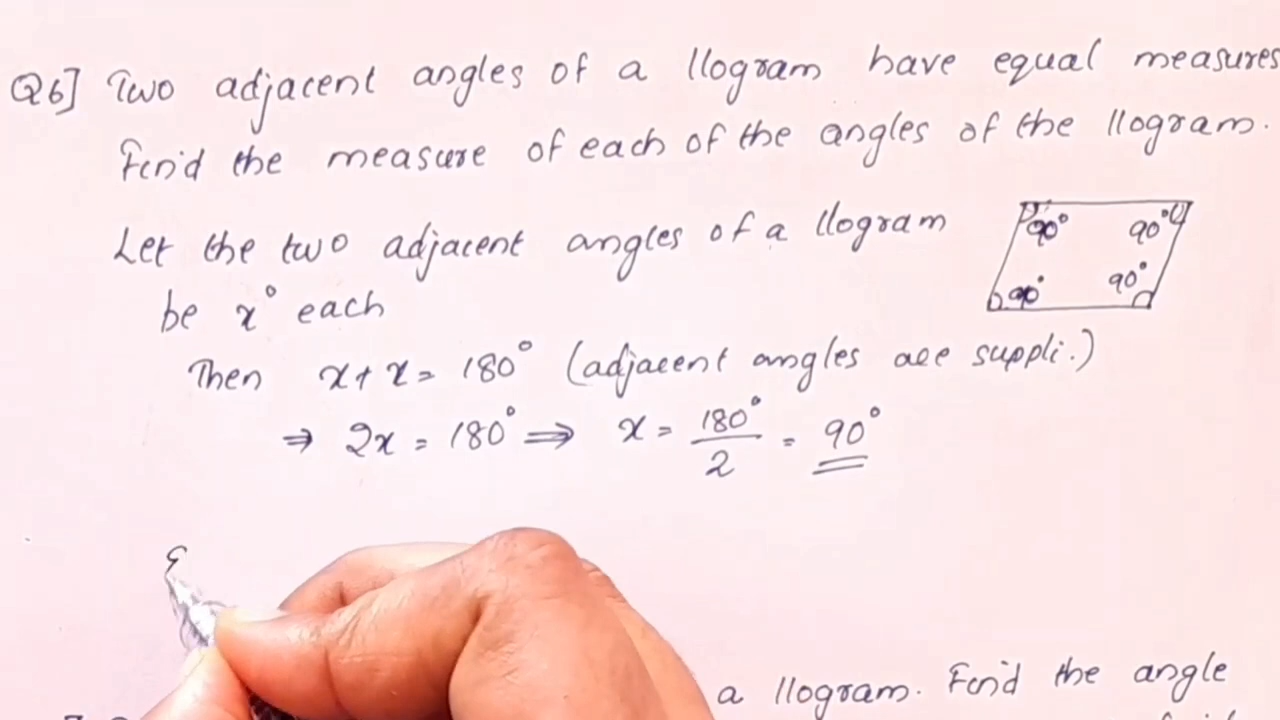 Q6] Two adjacent angles of a llogram have equal measures
Find the measure of each of the angles of the llogram.
Let the two adjacent angles of a llogram
be x° each
90° 90°
90° 90°
Then x + x = 180° (adjacent angles are suppli.)
⇒ 2x = 180° ⇒ x = 180°/2 = 90°
a llogram. Find the angle